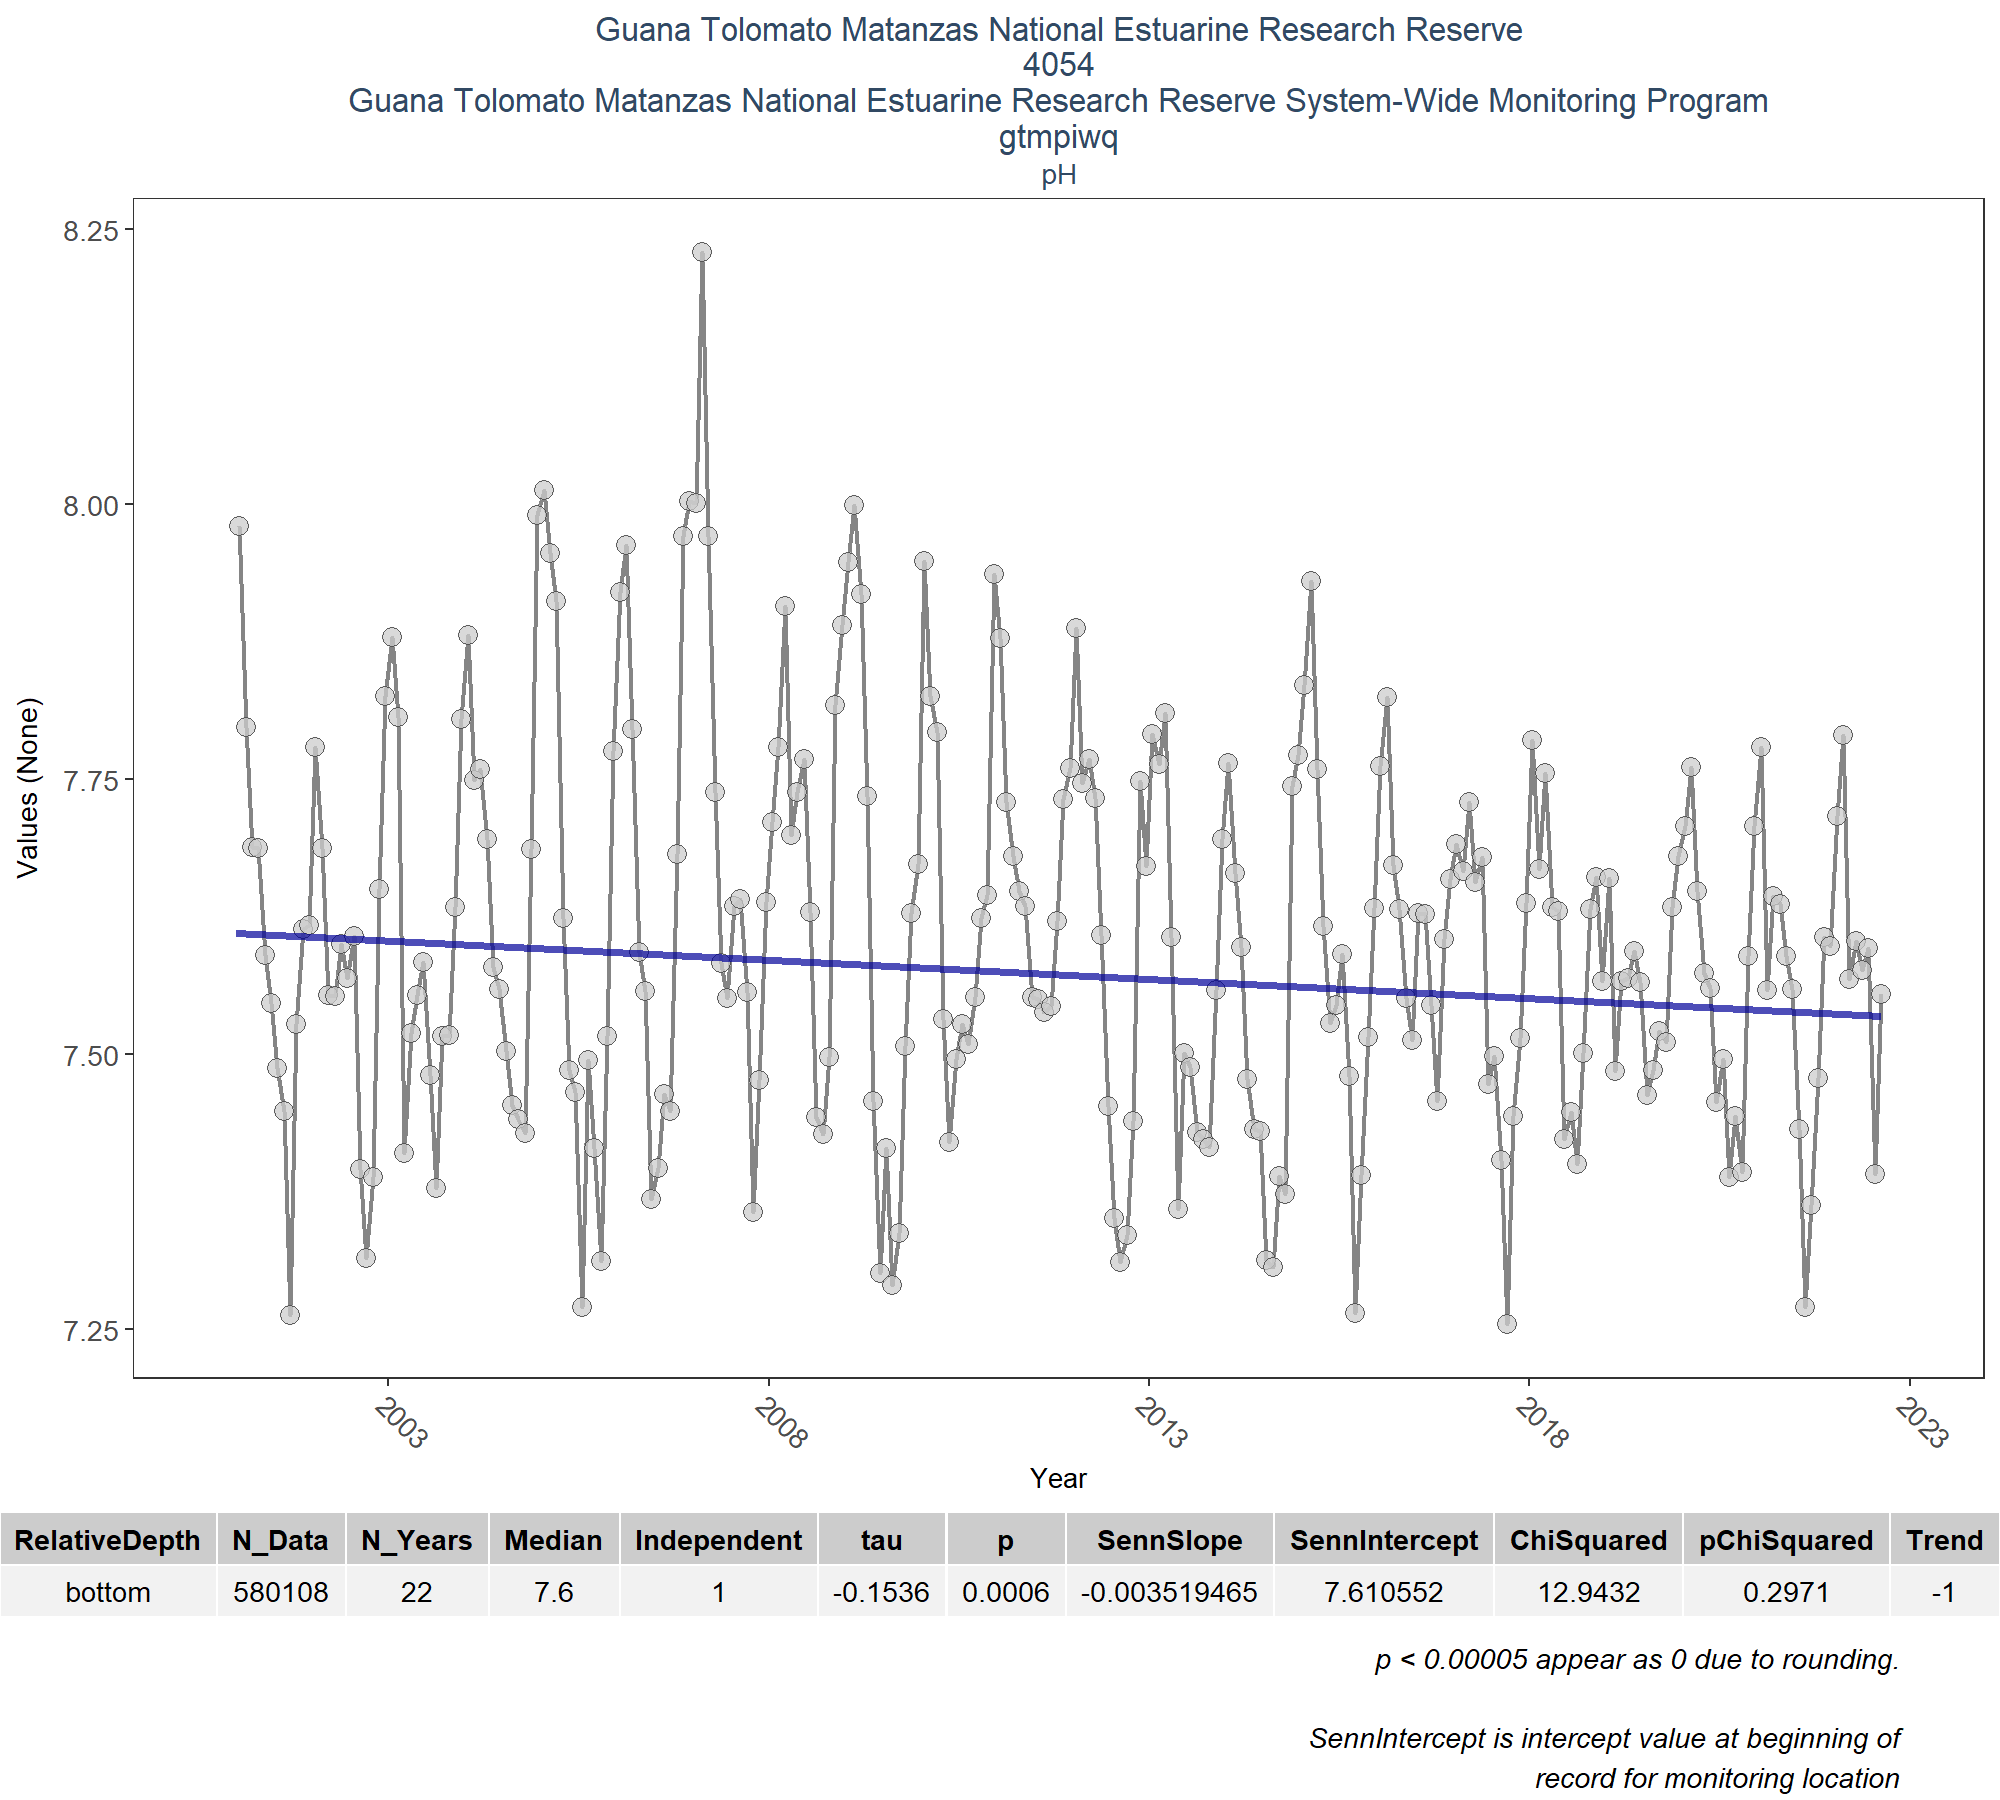 Guana Tolomato Matanzas National Estuarine Research Reserve
4054
Guana Tolomato Matanzas National Estuarine Research Reserve System-Wide Monitoring Program
gtmpiwq
pH
8.25
8.00
7.75
7.50
7.25
Values (None)
2003 2008 2013 2018 2023
Year
RelativeDepth N_Data N_Years Median Independent tau p SennSlope SennIntercept ChiSquared pChiSquared Trend
bottom 580108 22 7.6 1 -0.1536 0.0006 -0.003519465 7.610552 12.9432 0.2971 -1
p < 0.00005 appear as 0 due to rounding.
SennIntercept is intercept value at beginning of
record for monitoring location